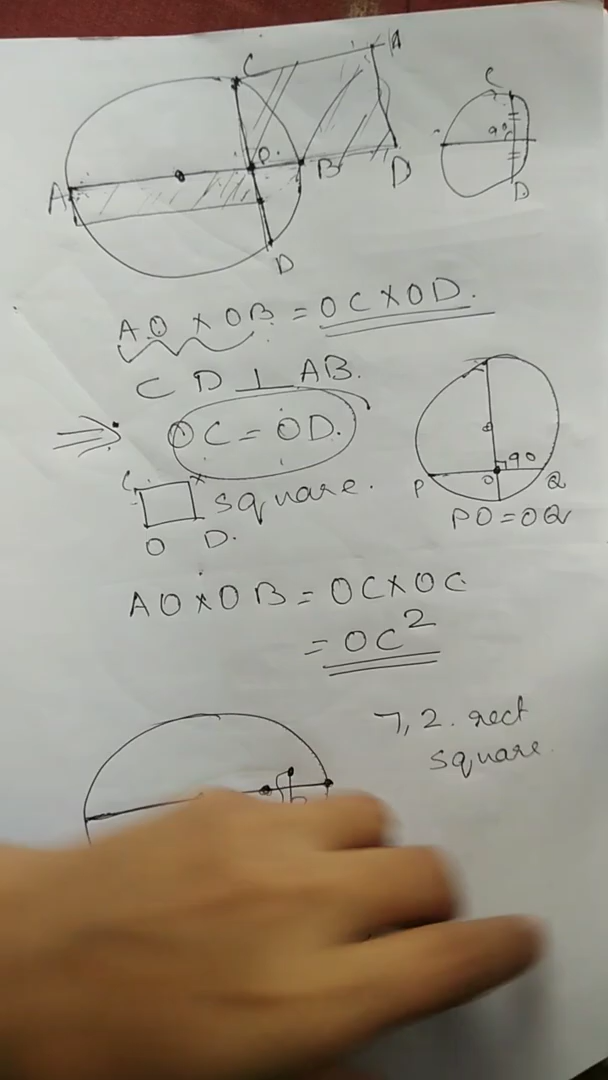 C
A
A
O
B
D
D
C
90
D
AO X OB = OC X OD.
CD ⊥ AB.
⇒ OC = OD.
C
X
square.
O D.
90
P
O
Q
PO = OQ
AO X OB = OC X OC
= OC²
7, 2. rect
square.